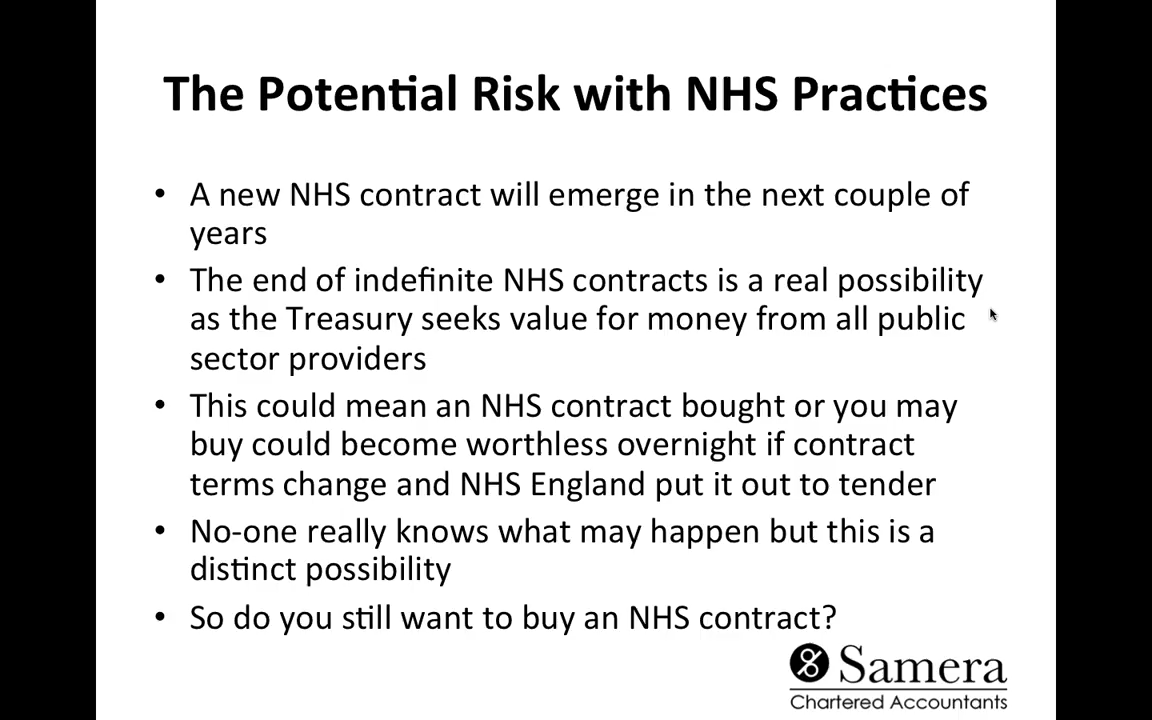 The Potential Risk with NHS Practices
• A new NHS contract will emerge in the next couple of
years
• The end of indefinite NHS contracts is a real possibility
as the Treasury seeks value for money from all public
sector providers
• This could mean an NHS contract bought or you may
buy could become worthless overnight if contract
terms change and NHS England put it out to tender
• No-one really knows what may happen but this is a
distinct possibility
• So do you still want to buy an NHS contract?
Samera
Chartered Accountants